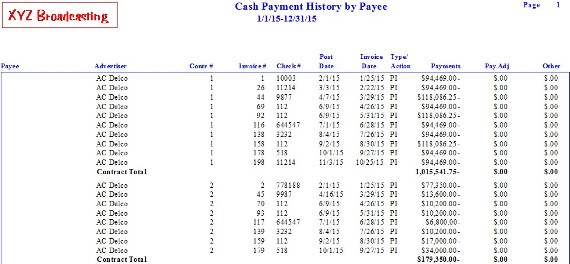 XYZ Broadcasting
Cash Payment History by Payee
Page 1
1/1/15-12/31/15
Post Invoice Type/
Payee Advertiser Contr # Invoice # Check# Date Date Action Payments Pay Adj Other
AC Delco 1 1 10003 2/1/15 1/25/15 PI $94,469.00- $.00 $.00
AC Delco 1 26 11214 3/3/15 2/22/15 PI $94,469.00- $.00 $.00
AC Delco 1 44 9877 4/7/15 3/29/15 PI $118,086.25- $.00 $.00
AC Delco 1 69 112 6/9/15 4/26/15 PI $94,469.00- $.00 $.00
AC Delco 1 92 112 6/9/15 5/31/15 PI $118,086.25- $.00 $.00
AC Delco 1 116 644547 7/1/15 6/28/15 PI $94,469.00- $.00 $.00
AC Delco 1 138 3232 8/4/15 7/26/15 PI $94,469.00- $.00 $.00
AC Delco 1 158 112 9/2/15 8/30/15 PI $118,086.25- $.00 $.00
AC Delco 1 178 518 10/1/15 9/27/15 PI $94,469.00- $.00 $.00
AC Delco 1 198 11214 11/3/15 10/25/15 PI $94,469.00- $.00 $.00
Contract Total 1,015,541.75- $.00 $.00
AC Delco 2 2 778188 2/1/15 1/25/15 PI $77,350.00- $.00 $.00
AC Delco 2 45 9987 4/16/15 3/29/15 PI $13,600.00- $.00 $.00
AC Delco 2 70 112 6/9/15 4/26/15 PI $10,200.00- $.00 $.00
AC Delco 2 93 112 6/9/15 5/31/15 PI $10,200.00- $.00 $.00
AC Delco 2 117 644547 7/1/15 6/28/15 PI $6,800.00- $.00 $.00
AC Delco 2 139 3232 8/4/15 7/26/15 PI $10,200.00- $.00 $.00
AC Delco 2 159 112 9/2/15 8/30/15 PI $17,000.00- $.00 $.00
AC Delco 2 179 518 10/1/15 9/27/15 PI $34,000.00- $.00 $.00
Contract Total $179,350.00- $.00 $.00